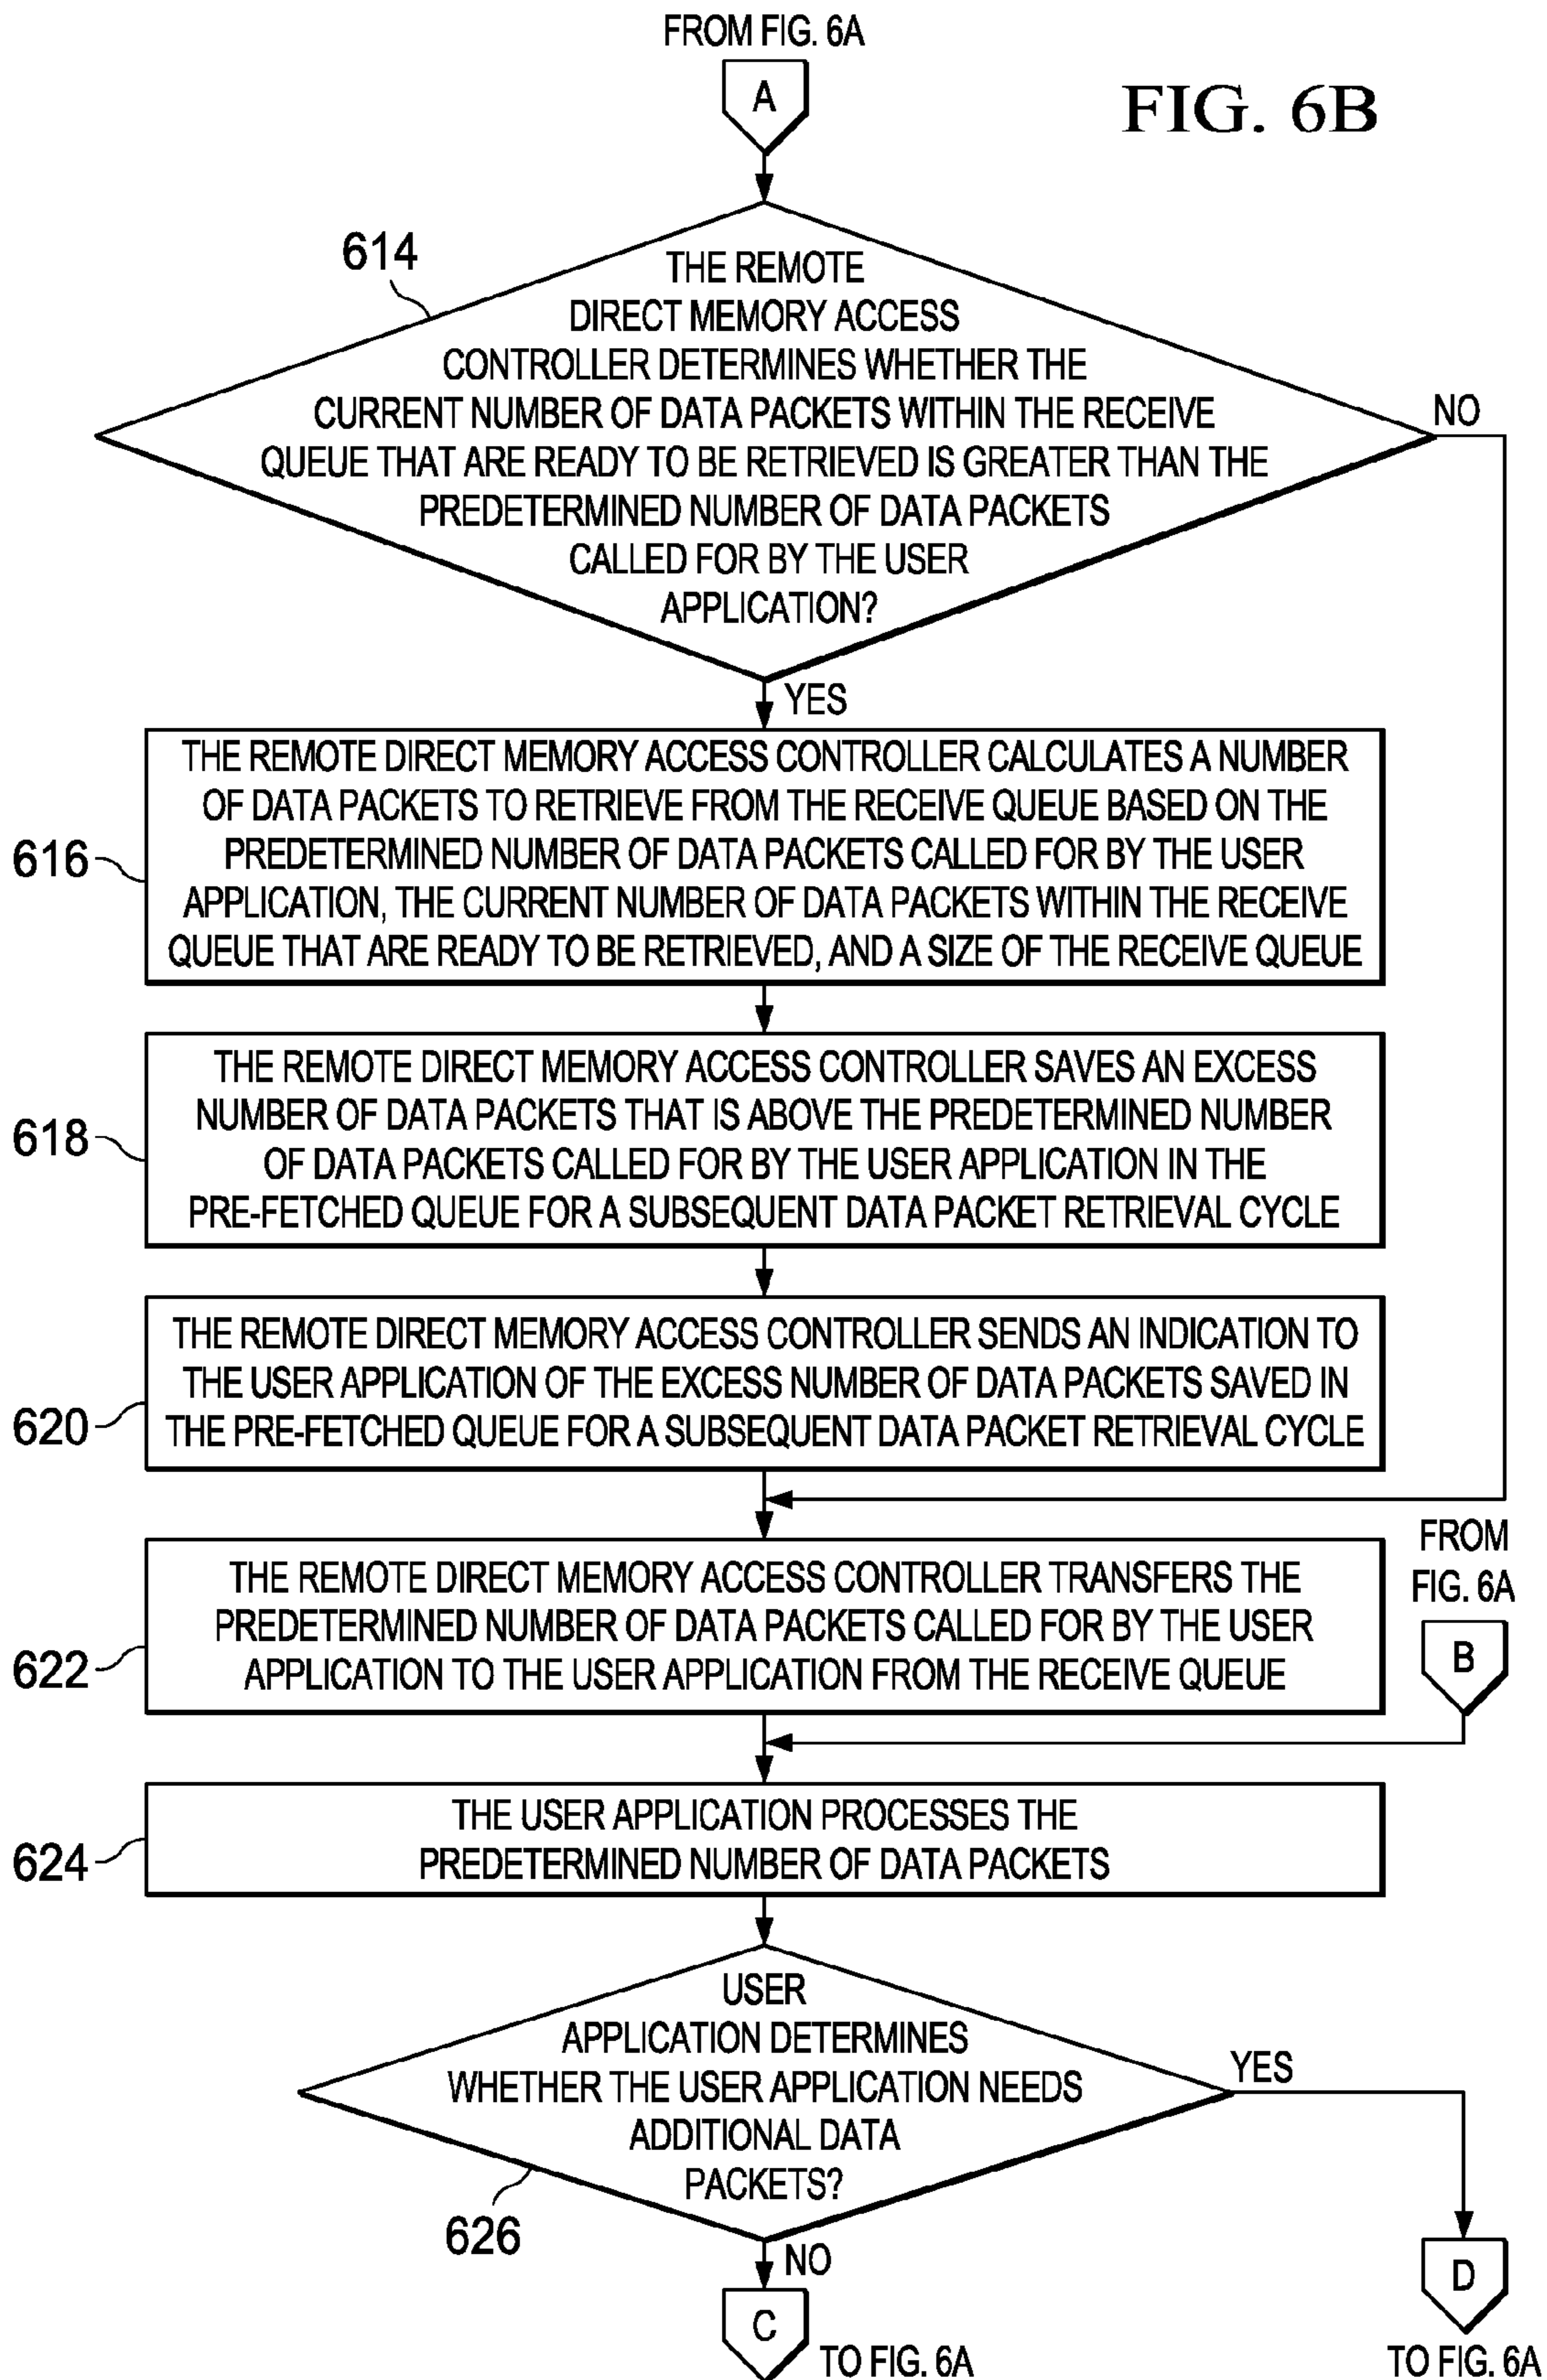 FROM FIG. 6A
A
FIG. 6B
614
THE REMOTE
DIRECT MEMORY ACCESS
CONTROLLER DETERMINES WHETHER THE
CURRENT NUMBER OF DATA PACKETS WITHIN THE RECEIVE
QUEUE THAT ARE READY TO BE RETRIEVED IS GREATER THAN THE
PREDETERMINED NUMBER OF DATA PACKETS
CALLED FOR BY THE USER
APPLICATION?
NO
YES
616
THE REMOTE DIRECT MEMORY ACCESS CONTROLLER CALCULATES A NUMBER
OF DATA PACKETS TO RETRIEVE FROM THE RECEIVE QUEUE BASED ON THE
PREDETERMINED NUMBER OF DATA PACKETS CALLED FOR BY THE USER
APPLICATION, THE CURRENT NUMBER OF DATA PACKETS WITHIN THE RECEIVE
QUEUE THAT ARE READY TO BE RETRIEVED, AND A SIZE OF THE RECEIVE QUEUE
618
THE REMOTE DIRECT MEMORY ACCESS CONTROLLER SAVES AN EXCESS
NUMBER OF DATA PACKETS THAT IS ABOVE THE PREDETERMINED NUMBER
OF DATA PACKETS CALLED FOR BY THE USER APPLICATION IN THE
PRE-FETCHED QUEUE FOR A SUBSEQUENT DATA PACKET RETRIEVAL CYCLE
620
THE REMOTE DIRECT MEMORY ACCESS CONTROLLER SENDS AN INDICATION TO
THE USER APPLICATION OF THE EXCESS NUMBER OF DATA PACKETS SAVED IN
THE PRE-FETCHED QUEUE FOR A SUBSEQUENT DATA PACKET RETRIEVAL CYCLE
622
THE REMOTE DIRECT MEMORY ACCESS CONTROLLER TRANSFERS THE
PREDETERMINED NUMBER OF DATA PACKETS CALLED FOR BY THE USER
APPLICATION TO THE USER APPLICATION FROM THE RECEIVE QUEUE
FROM
FIG. 6A
B
624
THE USER APPLICATION PROCESSES THE
PREDETERMINED NUMBER OF DATA PACKETS
626
USER
APPLICATION DETERMINES
WHETHER THE USER APPLICATION NEEDS
ADDITIONAL DATA
PACKETS?
YES
NO
C
TO FIG. 6A
D
TO FIG. 6A